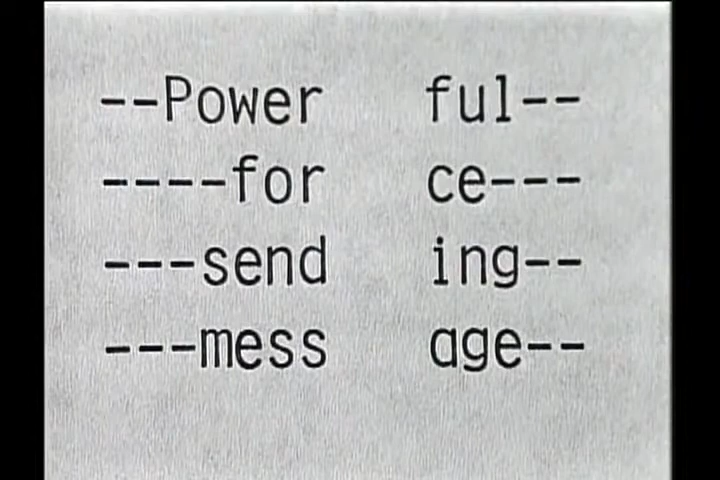 --Power ful--
----for ce---
---send ing--
---mess age--